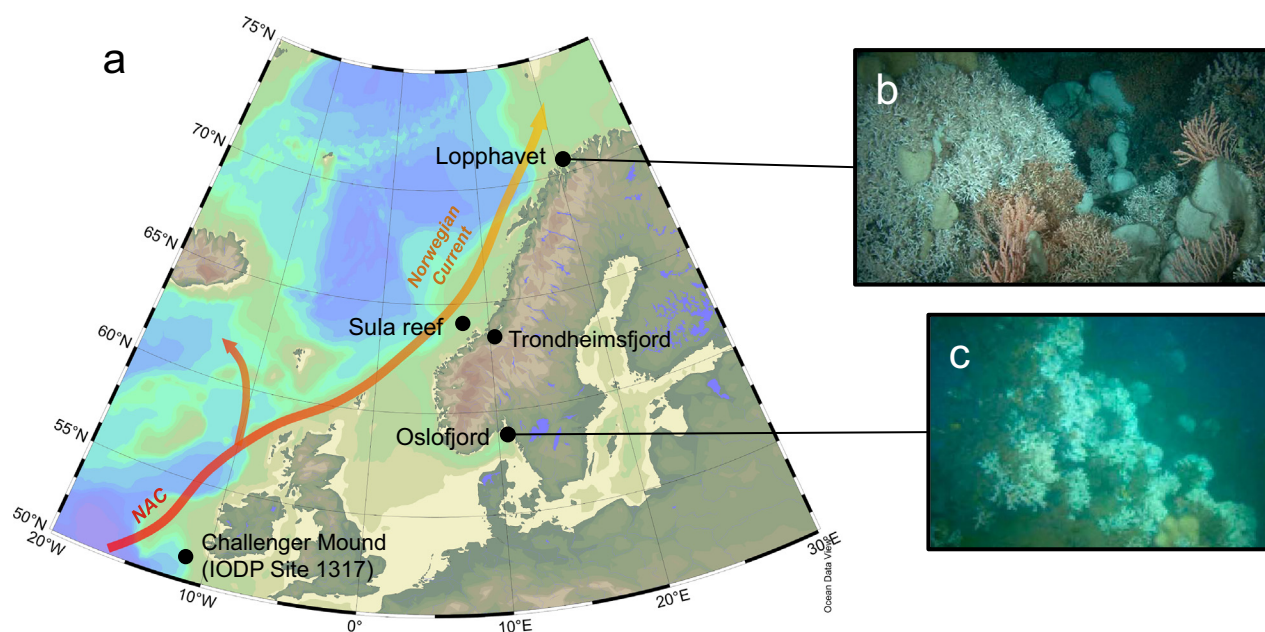 a
75°N
70°N
65°N
60°N
55°N
50°N
20°W
10°W
0°
10°E
20°E
30°E
Lopphavet
Norwegian
Current
Sula reef
Trondheimsfjord
Oslofjord
NAC
Challenger Mound
(IODP Site 1317)
Ocean Data View
b
c